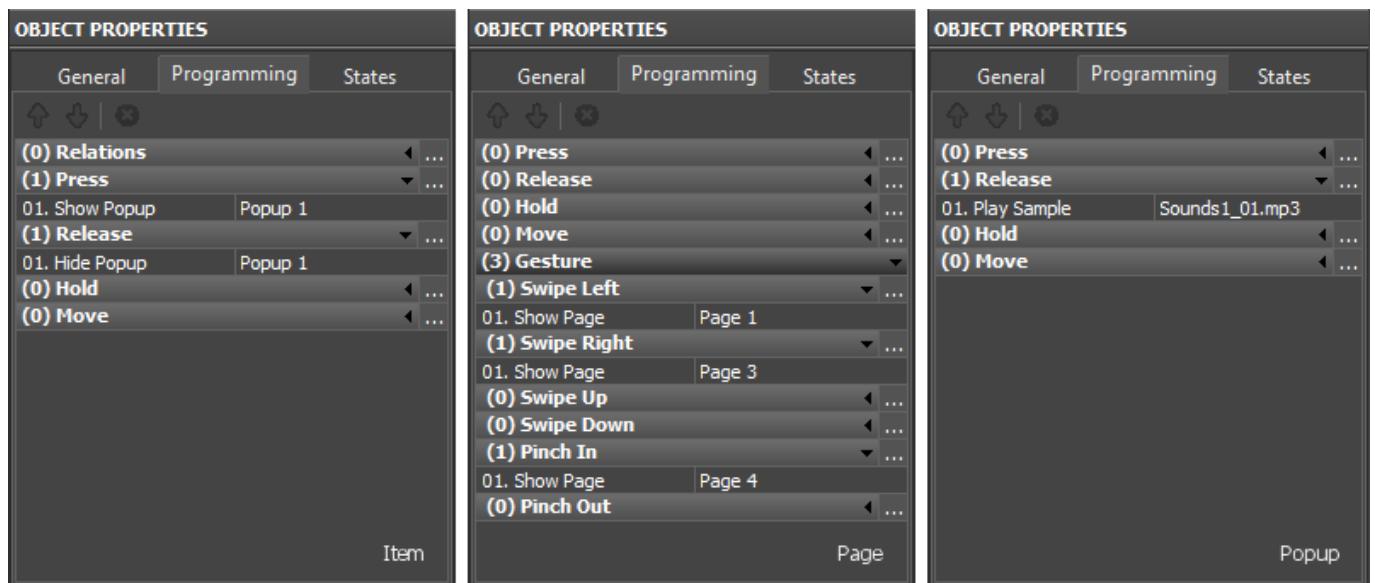 OBJECT PROPERTIES
General Programming States
(0) Relations ...
(1) Press ...
01. Show Popup Popup 1
(1) Release ...
01. Hide Popup Popup 1
(0) Hold ...
(0) Move ...
Item
OBJECT PROPERTIES
General Programming States
(0) Press ...
(0) Release ...
(0) Hold ...
(0) Move ...
(3) Gesture
(1) Swipe Left ...
01. Show Page Page 1
(1) Swipe Right ...
01. Show Page Page 3
(0) Swipe Up ...
(0) Swipe Down ...
(1) Pinch In ...
01. Show Page Page 4
(0) Pinch Out ...
Page
OBJECT PROPERTIES
General Programming States
(0) Press ...
(1) Release ...
01. Play Sample Sounds1_01.mp3
(0) Hold ...
(0) Move ...
Popup